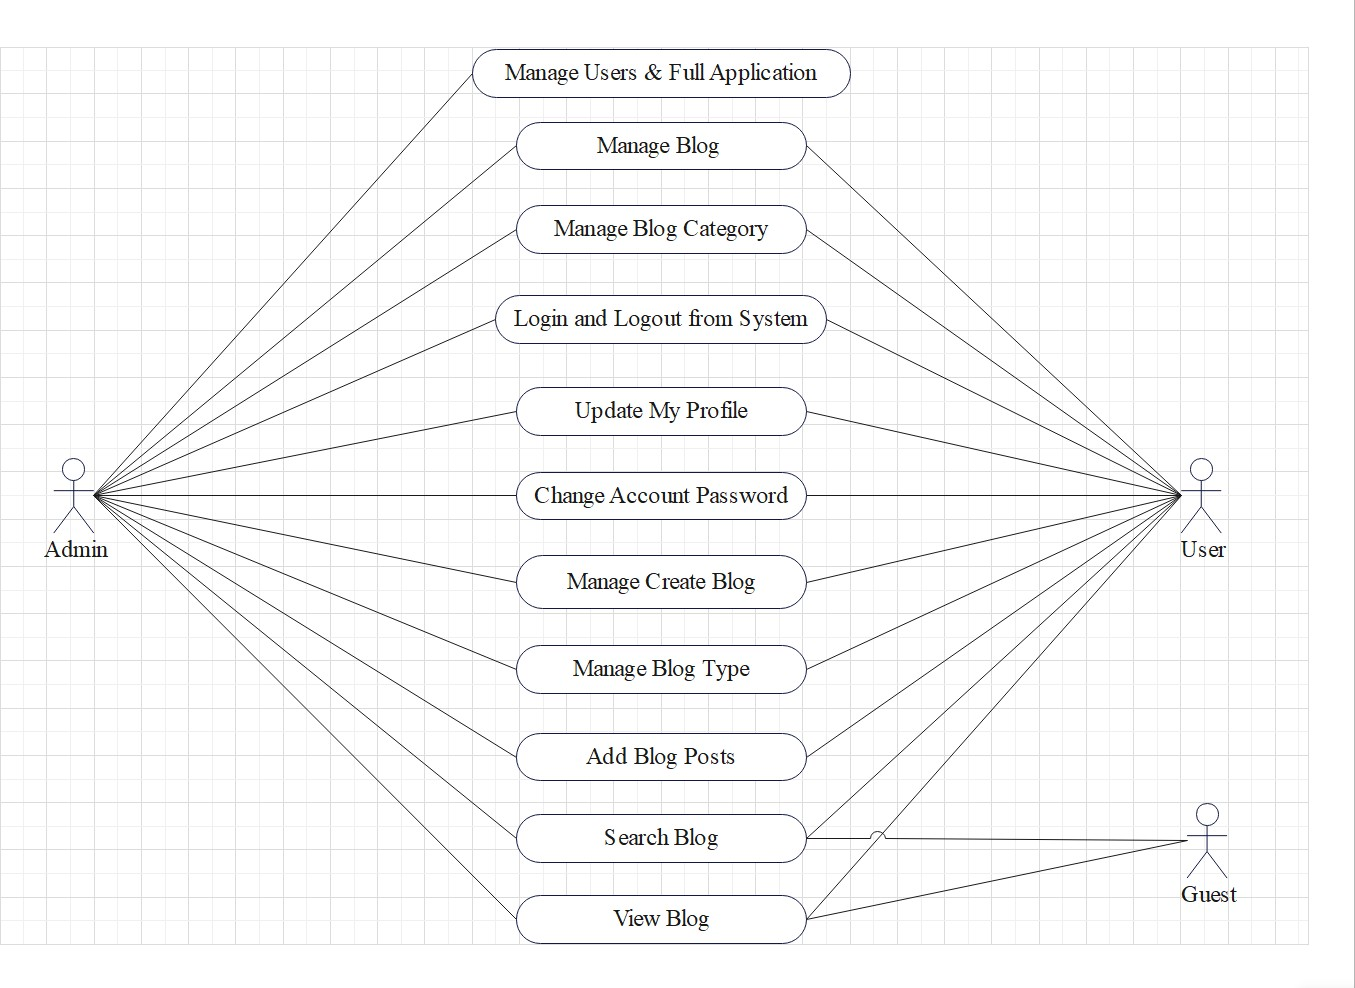 Manage Users & Full Application
Manage Blog
Manage Blog Category
Login and Logout from System
Update My Profile
Change Account Password
Admin
User
Manage Create Blog
Manage Blog Type
Add Blog Posts
Search Blog
Guest
View Blog